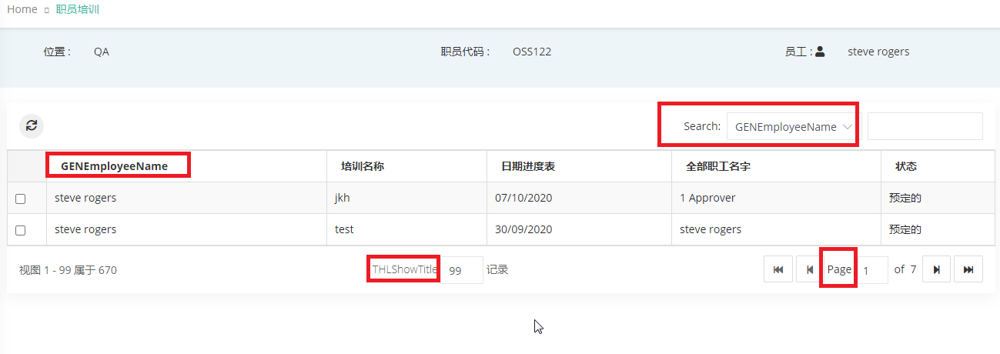 Home 职员培训
位置 : QA 职员代码 : OSS122 员工 : steve rogers
Search: GENEmployeeName
GENEmployeeName 培训名称 日期进度表 全部职工名字 状态
steve rogers jkh 07/10/2020 1 Approver 预定的
steve rogers test 30/09/2020 steve rogers 预定的
视图 1 - 99 属于 670 THLShowTitle 99 记录 Page 1 of 7